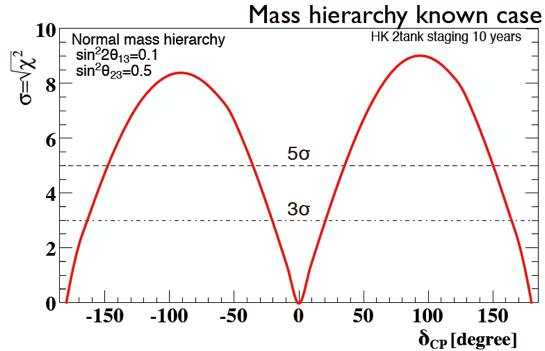 Mass hierarchy known case
HK 2tank staging 10 years
Normal mass hierarchy
sin²2θ₁₃=0.1
sin²θ₂₃=0.5
σ=√χ²
10
8
6
4
2
0
5σ
3σ
-150 -100 -50 0 50 100 150
δCP [degree]